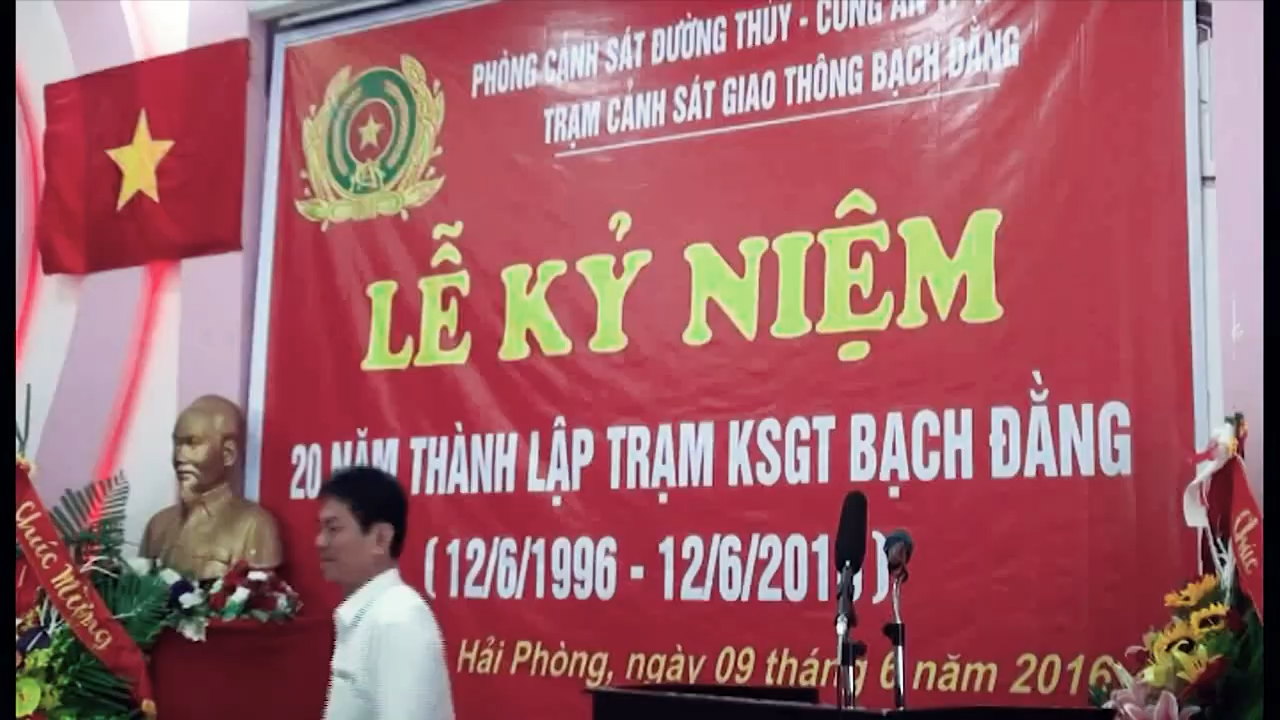 PHÒNG CẢNH SÁT ĐƯỜNG THỦY - CÔNG AN
TRẠM CẢNH SÁT GIAO THÔNG BẠCH ĐẰNG
LỄ KỶ NIỆM
20 NĂM THÀNH LẬP TRẠM KSGT BẠCH ĐẰNG
(12/6/1996 - 12/6/2016)
Hải Phòng, ngày 09 tháng 6 năm 2016
Chúc Mừng
Chúc